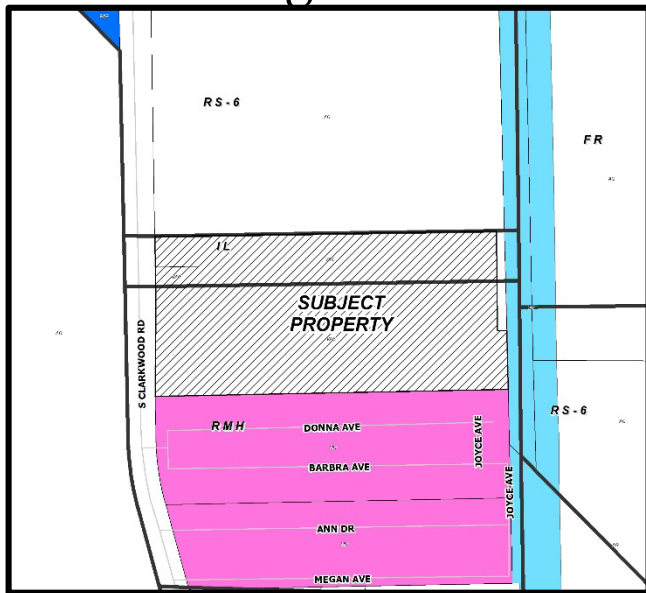 RS-6
FR
IL
SUBJECT
PROPERTY
S CLARKWOOD RD
RS-6
RMH
DONNA AVE
JOYCE AVE
BARBRA AVE
JOYCE AVE
ANN DR
MEGAN AVE